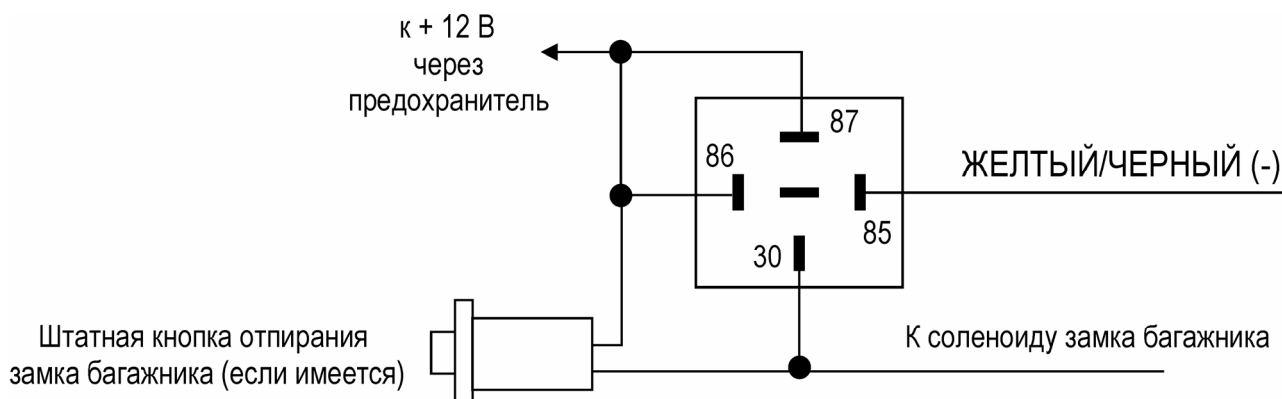 к + 12 В
через
предохранитель
87
86
ЖЕЛТЫЙ/ЧЕРНЫЙ (-)
85
30
Штатная кнопка отпирания
замка багажника (если имеется)
К соленоиду замка багажника